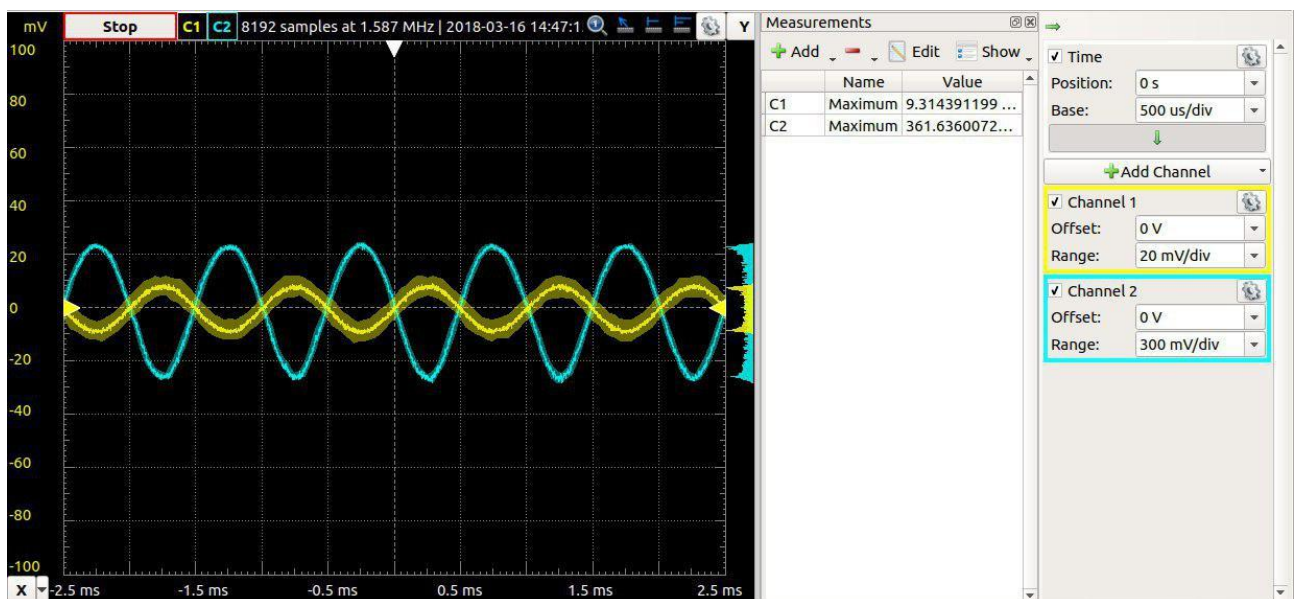 mV Stop C1 C2 8192 samples at 1.587 MHz | 2018-03-16 14:47:1 Y
100
80
60
40
20
0
-20
-40
-60
-80
-100
X -2.5 ms -1.5 ms -0.5 ms 0.5 ms 1.5 ms 2.5 ms
Measurements
Add Edit Show
Name Value
C1 Maximum 9.314391199 ...
C2 Maximum 361.6360072...
Time
Position: 0 s
Base: 500 us/div
Add Channel
Channel 1
Offset: 0 V
Range: 20 mV/div
Channel 2
Offset: 0 V
Range: 300 mV/div